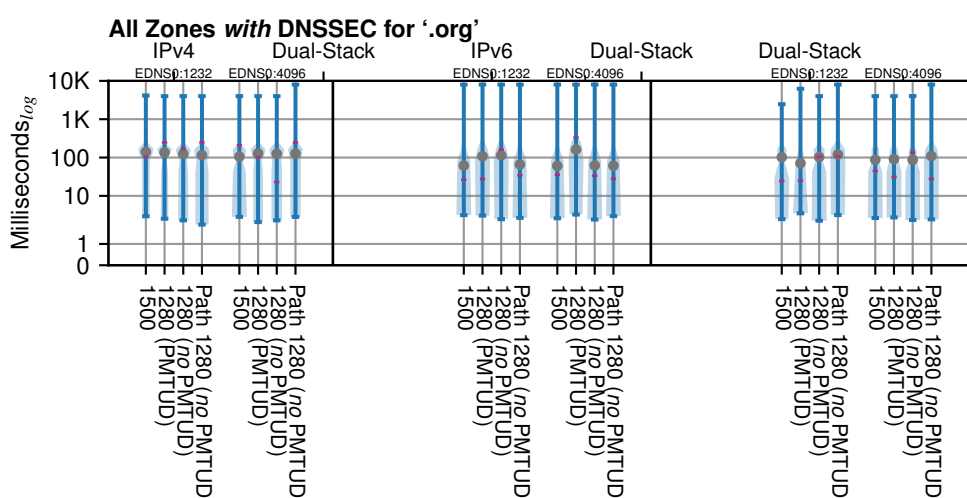 All Zones with DNSSEC for '.org'
IPv4 Dual-Stack IPv6 Dual-Stack Dual-Stack
EDNS0:1232 EDNS0:4096 EDNS0:1232 EDNS0:4096 EDNS0:1232 EDNS0:4096
Milliseconds log
10K
1K
100
10
1
0
1500
1280 (PMTUD)
1280 (no PMTUD)
Path 1280 (no PMTUD
1500
1280 (PMTUD)
1280 (no PMTUD)
Path 1280 (no PMTUD
1500
1280 (PMTUD)
1280 (no PMTUD)
Path 1280 (no PMTUD
1500
1280 (PMTUD)
1280 (no PMTUD)
Path 1280 (no PMTUD
1500
1280 (PMTUD)
1280 (no PMTUD)
Path 1280 (no PMTUD
1500
1280 (PMTUD)
1280 (no PMTUD)
Path 1280 (no PMTUD